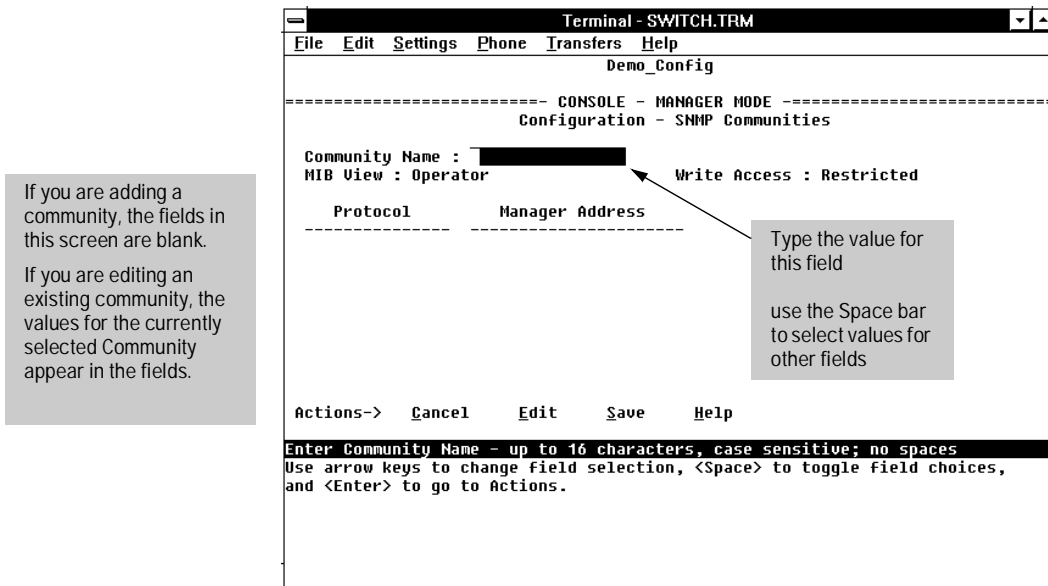 Terminal - SWITCH.TRM
File Edit Settings Phone Transfers Help
Demo_Config
==========================- CONSOLE - MANAGER MODE -===========================
Configuration - SNMP Communities
Community Name :
MIB View : Operator Write Access : Restricted
Protocol Manager Address
--------------- ----------------------
If you are adding a
community, the fields in
this screen are blank.
If you are editing an
existing community, the
values for the currently
selected Community
appear in the fields.
Type the value for
this field
use the Space bar
to select values for
other fields
Actions-> Cancel Edit Save Help
Enter Community Name - up to 16 characters, case sensitive; no spaces
Use arrow keys to change field selection, <Space> to toggle field choices,
and <Enter> to go to Actions.